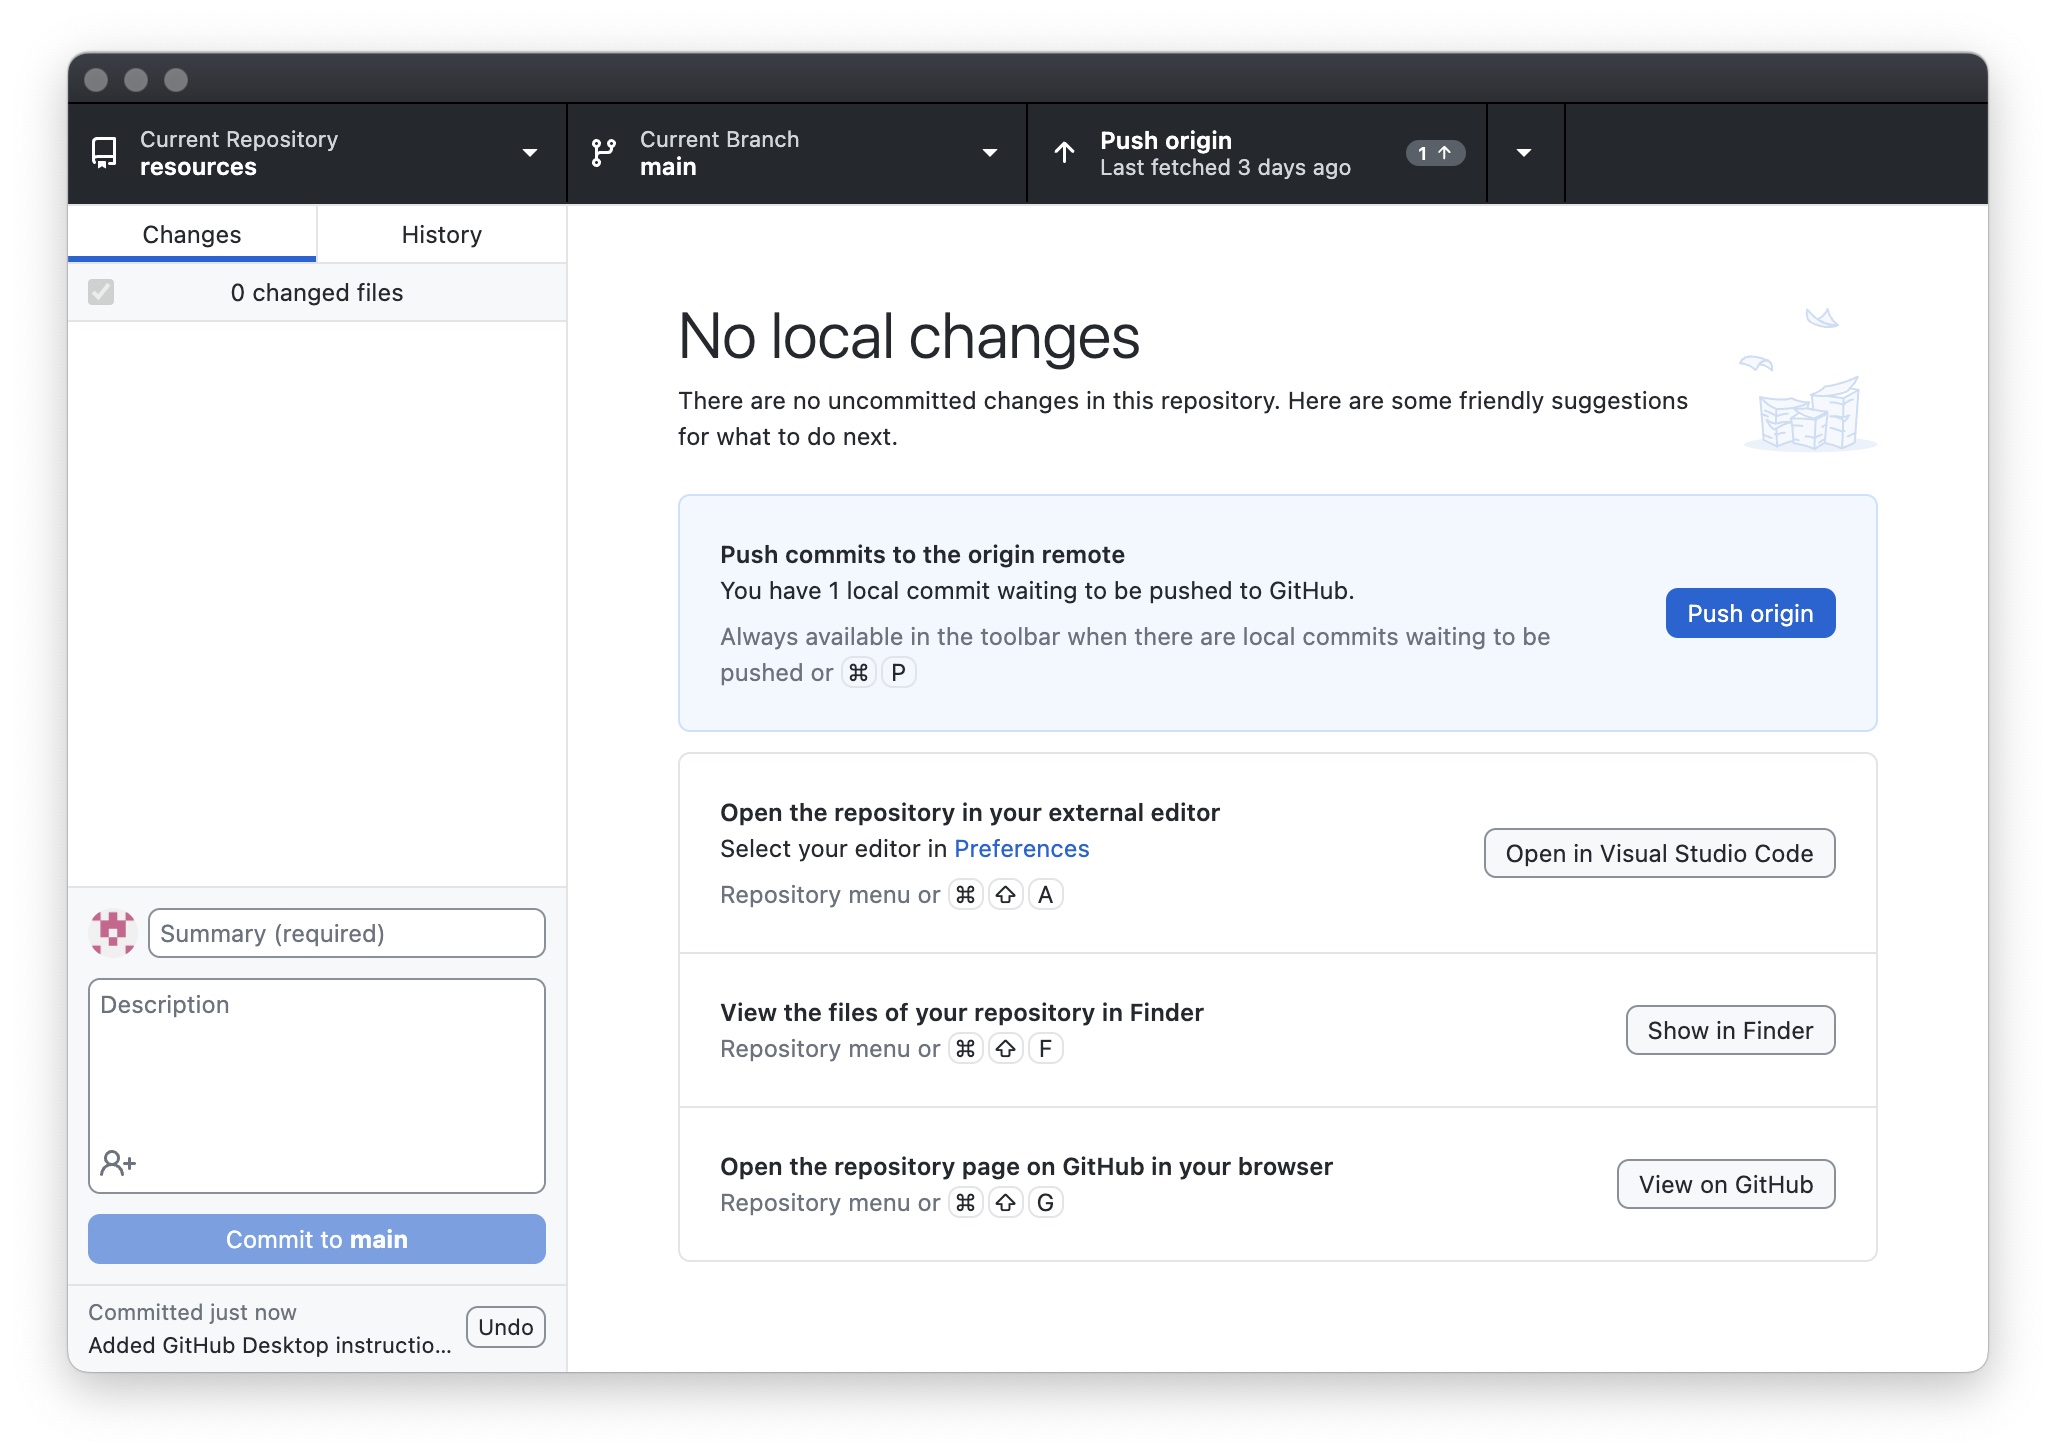 Current Repository
resources
Current Branch
main
Push origin
Last fetched 3 days ago
1 ↑
Changes
History
0 changed files
No local changes
There are no uncommitted changes in this repository. Here are some friendly suggestions
for what to do next.
Push commits to the origin remote
You have 1 local commit waiting to be pushed to GitHub.
Always available in the toolbar when there are local commits waiting to be
pushed or ⌘ P
Push origin
Open the repository in your external editor
Select your editor in Preferences
Repository menu or ⌘ ⇧ A
Open in Visual Studio Code
View the files of your repository in Finder
Repository menu or ⌘ ⇧ F
Show in Finder
Open the repository page on GitHub in your browser
Repository menu or ⌘ ⇧ G
View on GitHub
Summary (required)
Description
Commit to main
Committed just now
Added GitHub Desktop instructio...
Undo